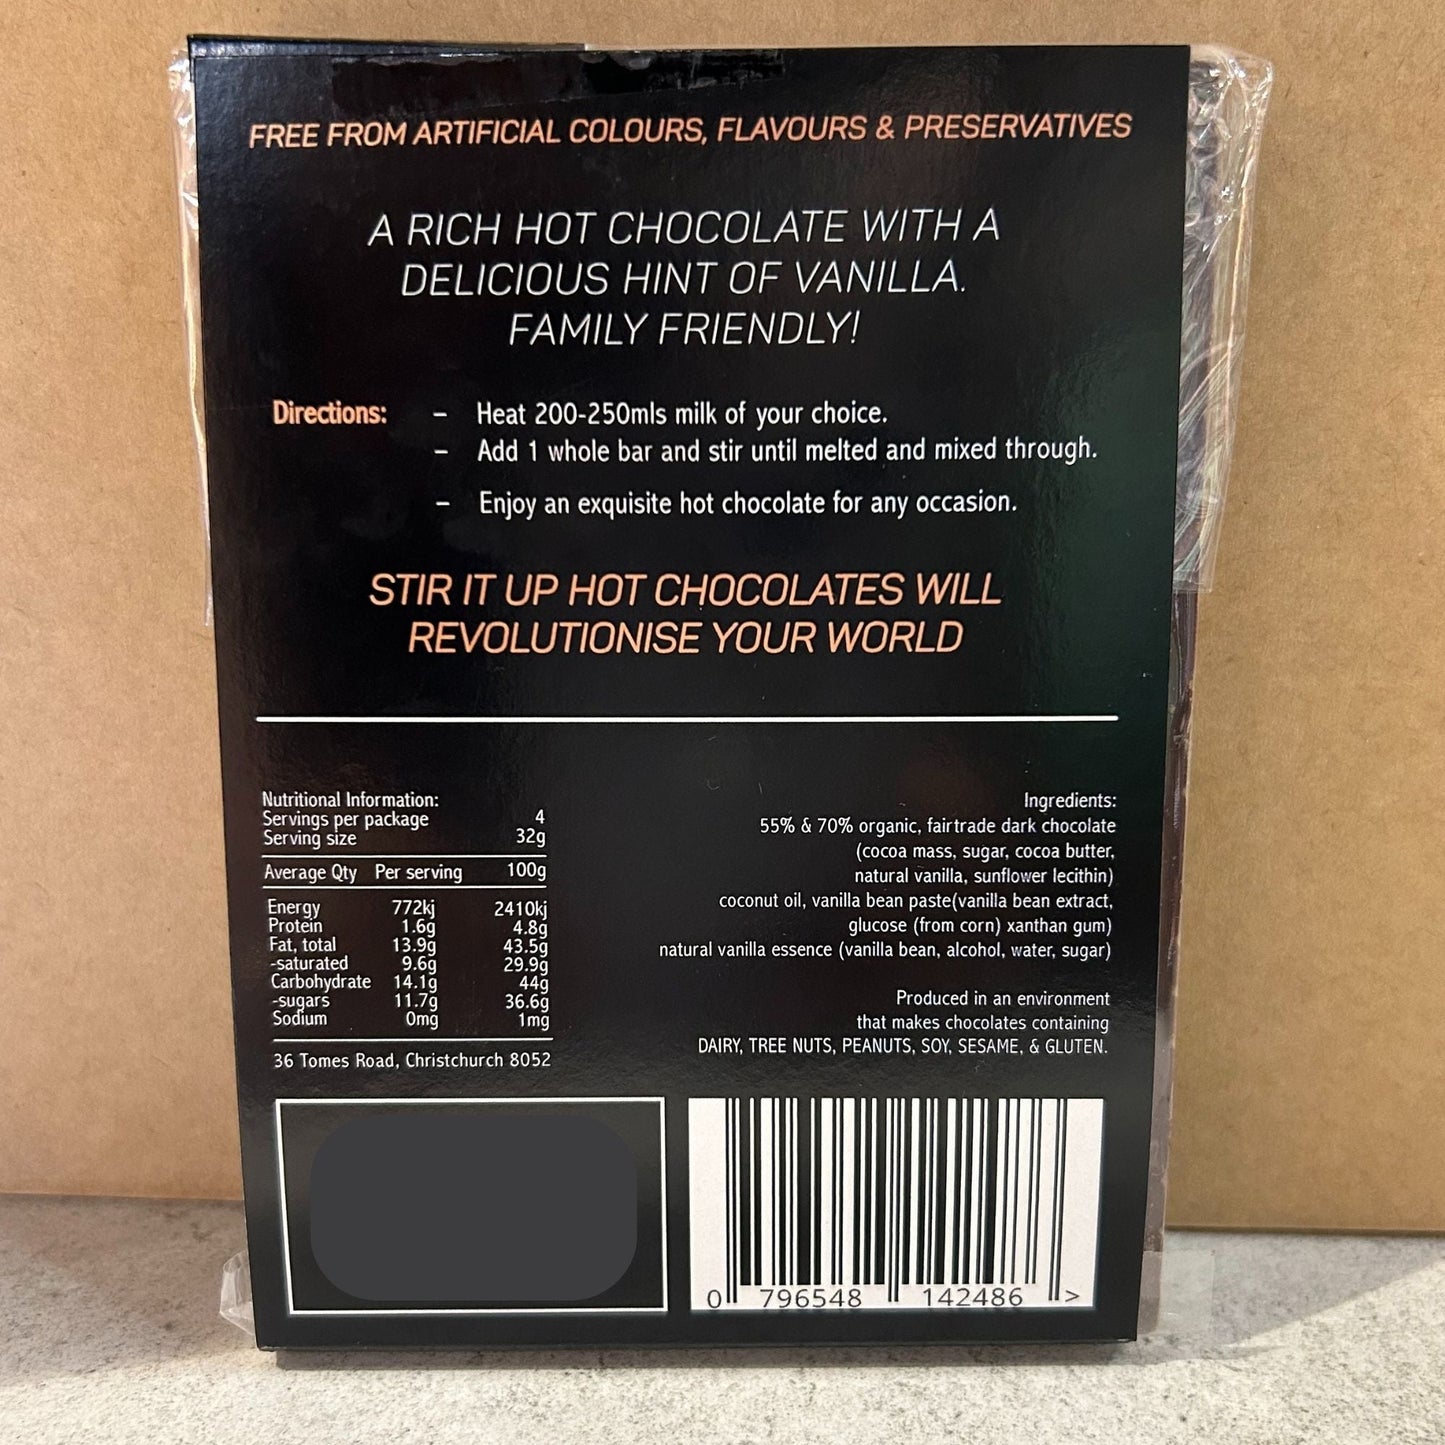 FREE FROM ARTIFICIAL COLOURS, FLAVOURS & PRESERVATIVES
A RICH HOT CHOCOLATE WITH A
DELICIOUS HINT OF VANILLA.
FAMILY FRIENDLY!
Directions: - Heat 200-250mls milk of your choice.
- Add 1 whole bar and stir until melted and mixed through.
- Enjoy an exquisite hot chocolate for any occasion.
STIR IT UP HOT CHOCOLATES WILL
REVOLUTIONISE YOUR WORLD
Nutritional Information:
Servings per package 4
Serving size 32g
Average Qty Per serving 100g
Energy 772kj 2410kj
Protein 1.6g 4.8g
Fat, total 13.9g 43.5g
-saturated 9.6g 29.9g
Carbohydrate 14.1g 44g
-sugars 11.7g 36.6g
Sodium 0mg 1mg
36 Tomes Road, Christchurch 8052
Ingredients:
55% & 70% organic, fairtrade dark chocolate
(cocoa mass, sugar, cocoa butter,
natural vanilla, sunflower lecithin)
coconut oil, vanilla bean paste(vanilla bean extract,
glucose (from corn) xanthan gum)
natural vanilla essence (vanilla bean, alcohol, water, sugar)
Produced in an environment
that makes chocolates containing
DAIRY, TREE NUTS, PEANUTS, SOY, SESAME, & GLUTEN.
0 796548 142486 >